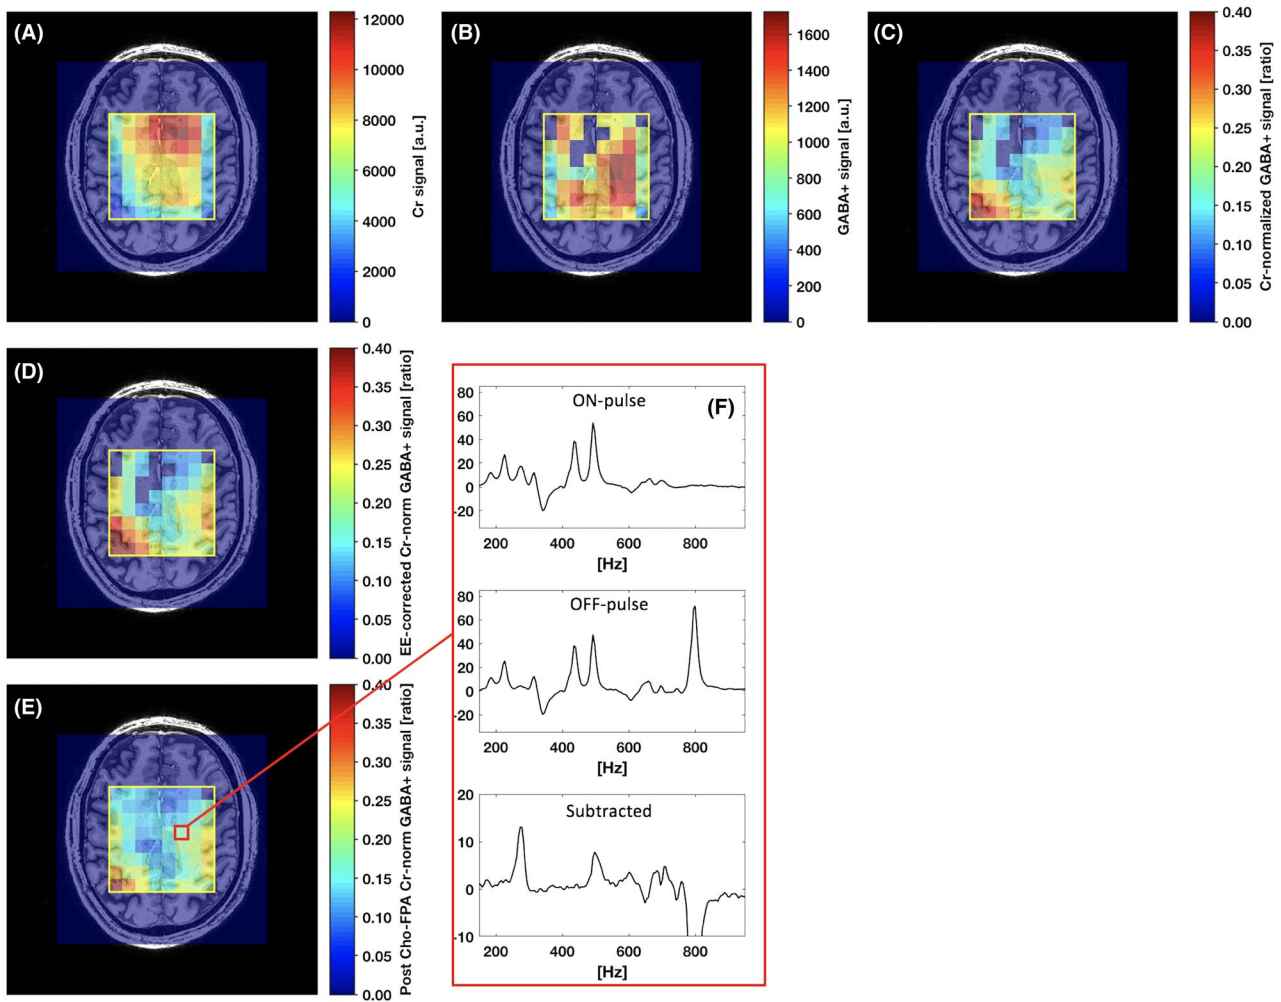 (A)
12000
10000
8000
6000
4000
2000
0
Cr signal [a.u.]
(B)
1600
1400
1200
1000
800
600
400
200
0
GABA+ signal [a.u.]
(C)
0.40
0.35
0.30
0.25
0.20
0.15
0.10
0.05
0.00
Cr-normalized GABA+ signal [ratio]
(D)
0.40
0.35
0.30
0.25
0.20
0.15
0.10
0.05
0.00
EE-corrected Cr-norm GABA+ signal [ratio]
(E)
0.40
0.35
0.30
0.25
0.20
0.15
0.10
0.05
0.00
Post Cho-FPA Cr-norm GABA+ signal [ratio]
(F)
ON-pulse
80
60
40
20
0
-20
200 400 600 800
[Hz]
OFF-pulse
80
60
40
20
0
-20
200 400 600 800
[Hz]
Subtracted
20
10
0
-10
200 400 600 800
[Hz]